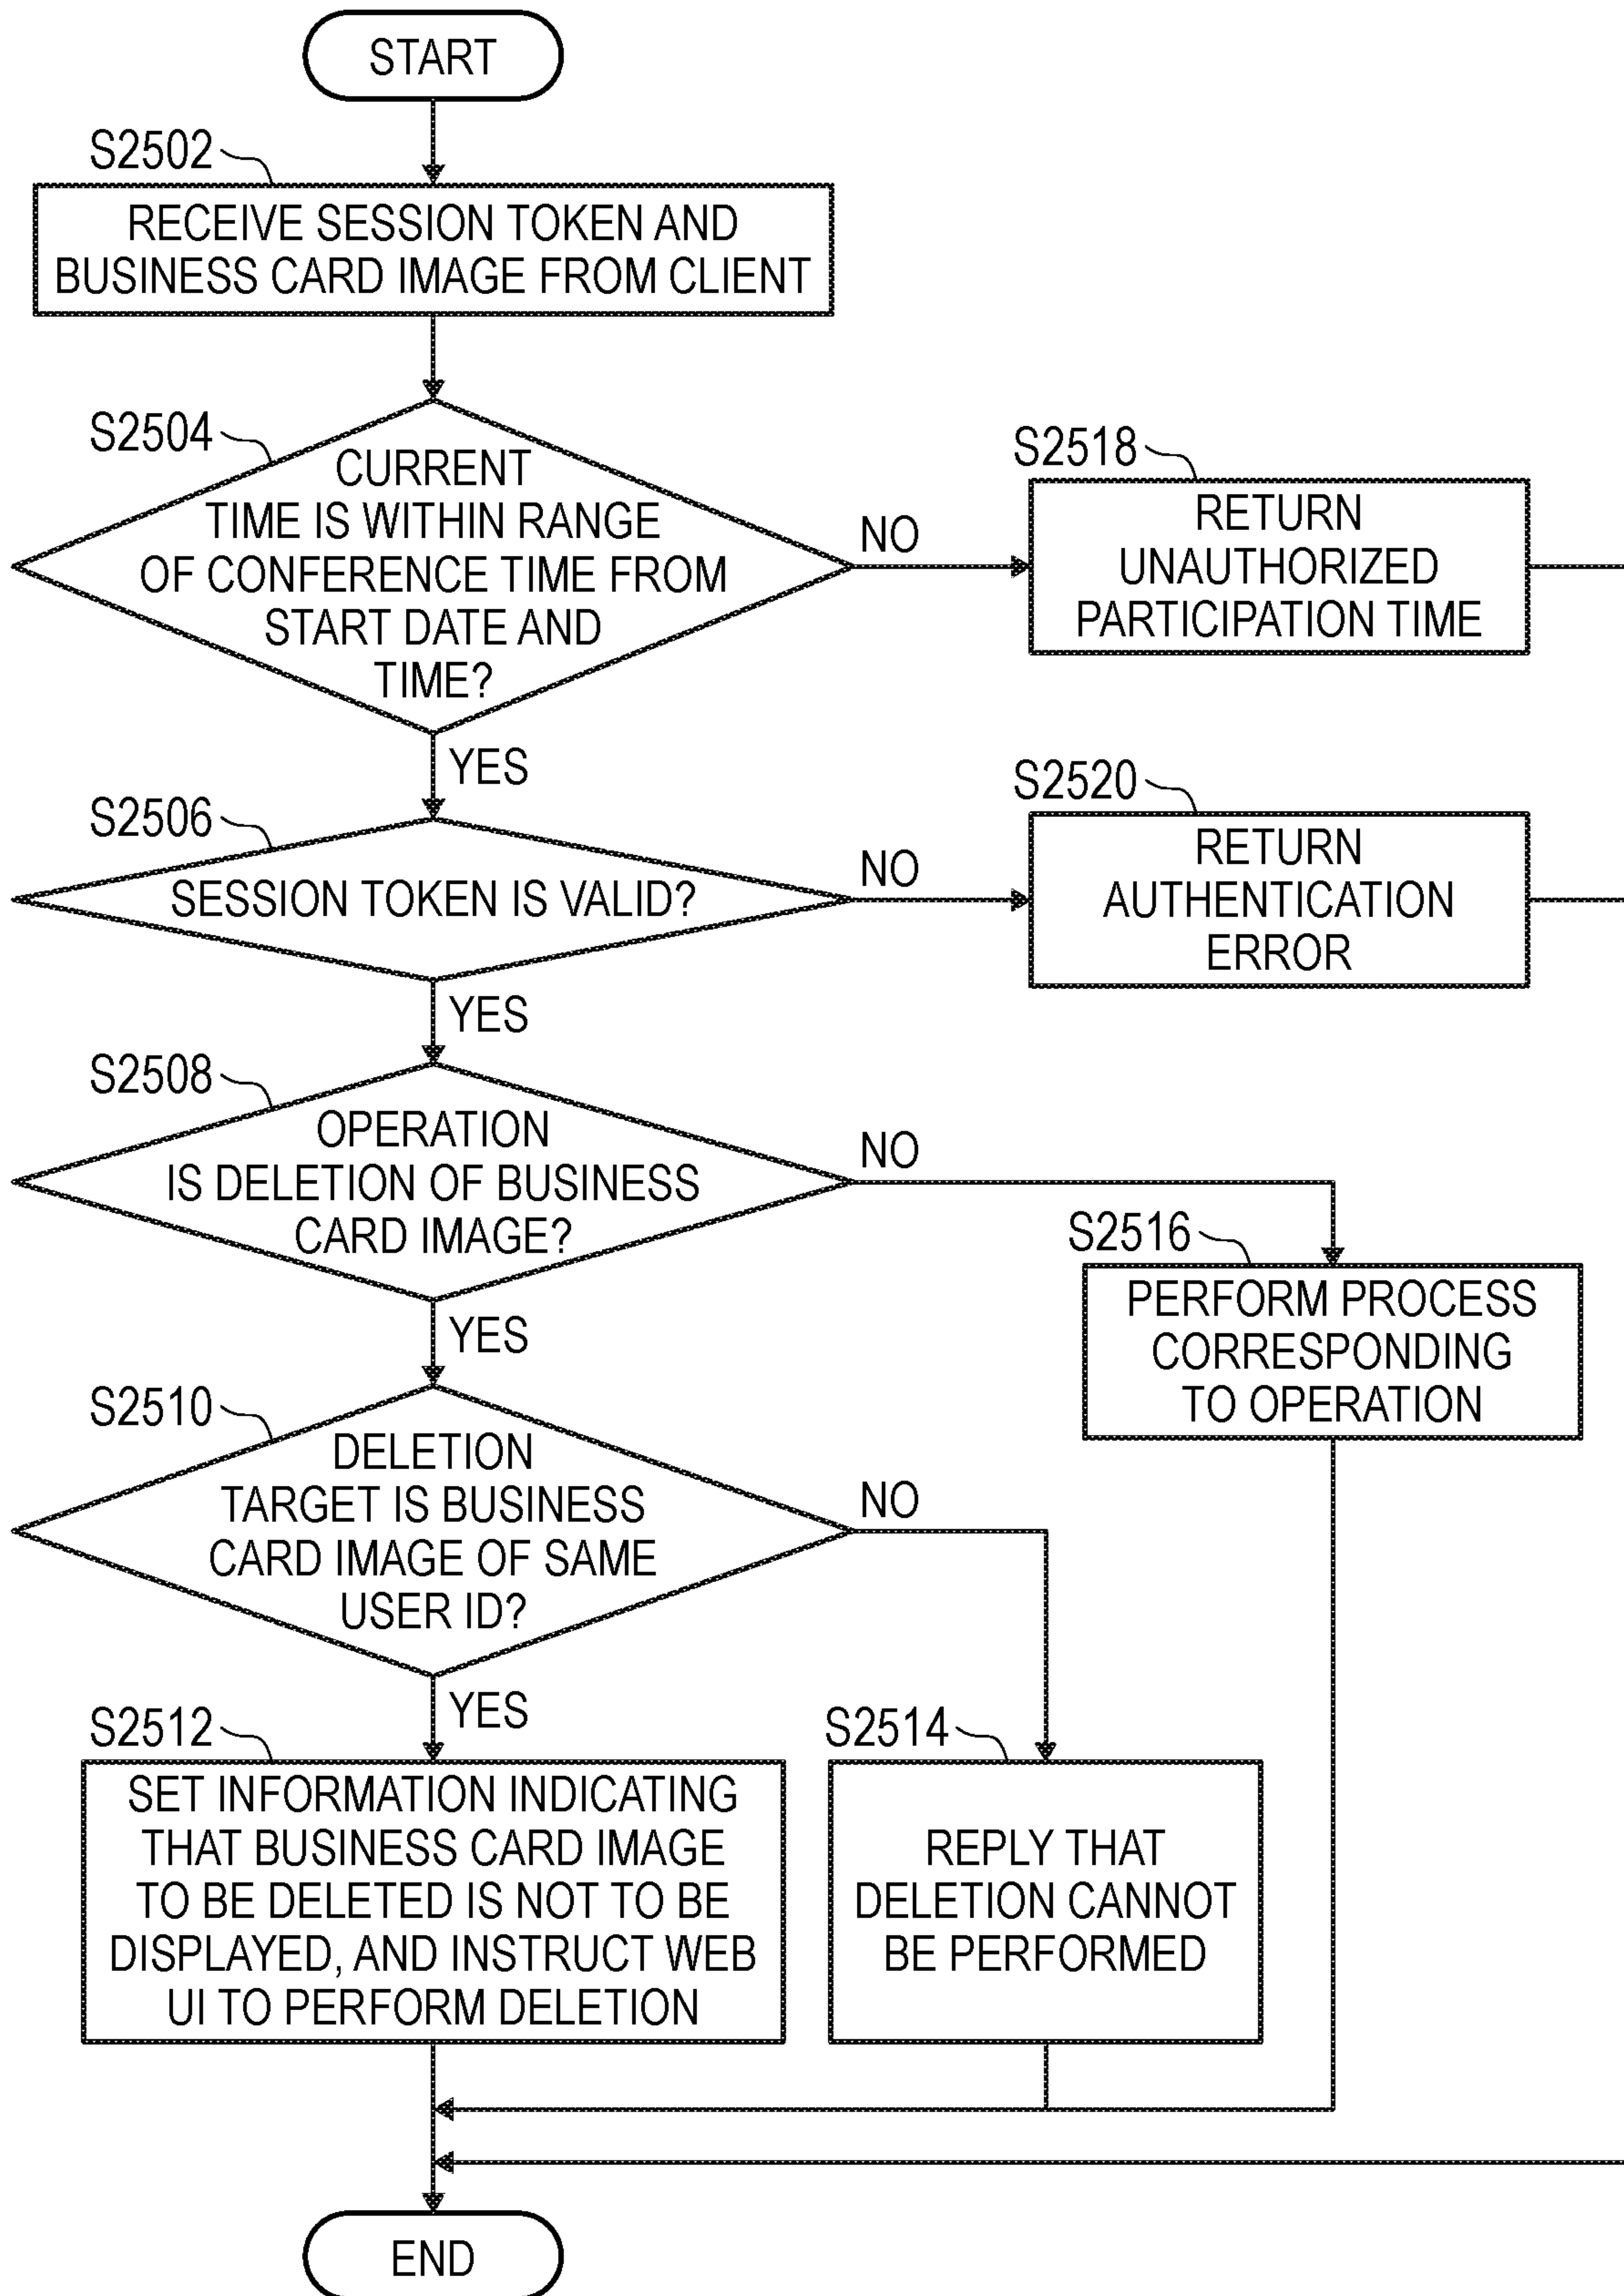 START
S2502
RECEIVE SESSION TOKEN AND
BUSINESS CARD IMAGE FROM CLIENT
S2504
CURRENT
TIME IS WITHIN RANGE
OF CONFERENCE TIME FROM
START DATE AND
TIME?
NO
S2518
RETURN
UNAUTHORIZED
PARTICIPATION TIME
YES
S2506
SESSION TOKEN IS VALID?
NO
S2520
RETURN
AUTHENTICATION
ERROR
YES
S2508
OPERATION
IS DELETION OF BUSINESS
CARD IMAGE?
NO
S2516
PERFORM PROCESS
CORRESPONDING
TO OPERATION
YES
S2510
DELETION
TARGET IS BUSINESS
CARD IMAGE OF SAME
USER ID?
NO
YES
S2512
SET INFORMATION INDICATING
THAT BUSINESS CARD IMAGE
TO BE DELETED IS NOT TO BE
DISPLAYED, AND INSTRUCT WEB
UI TO PERFORM DELETION
S2514
REPLY THAT
DELETION CANNOT
BE PERFORMED
END